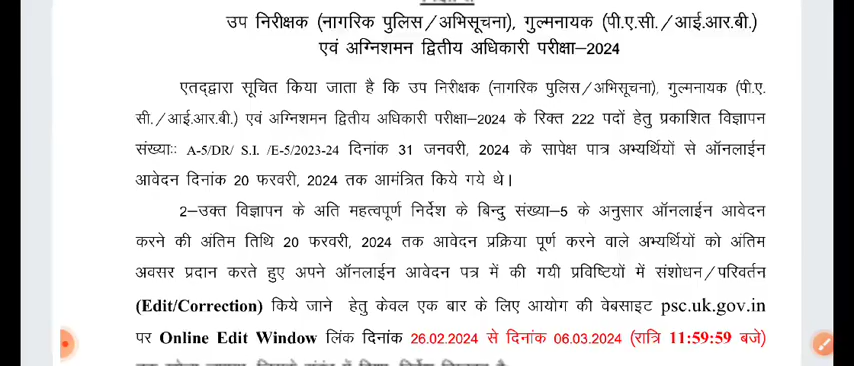 उप निरीक्षक (नागरिक पुलिस/अभिसूचना), गुल्मनायक (पी.ए.सी./आई.आर.बी.)
एवं अग्निशमन द्वितीय अधिकारी परीक्षा–2024
एतद्द्वारा सूचित किया जाता है कि उप निरीक्षक (नागरिक पुलिस/अभिसूचना), गुल्मनायक (पी.ए.
सी./आई.आर.बी.) एवं अग्निशमन द्वितीय अधिकारी परीक्षा–2024 के रिक्त 222 पदों हेतु प्रकाशित विज्ञापन
संख्याः: A-5/DR/ S.I. /E-5/2023-24 दिनांक 31 जनवरी, 2024 के सापेक्ष पात्र अभ्यर्थियों से ऑनलाईन
आवेदन दिनांक 20 फरवरी, 2024 तक आमंत्रित किये गये थे।
2–उक्त विज्ञापन के अति महत्वपूर्ण निर्देश के बिन्दु संख्या–5 के अनुसार ऑनलाईन आवेदन
करने की अंतिम तिथि 20 फरवरी, 2024 तक आवेदन प्रक्रिया पूर्ण करने वाले अभ्यर्थियों को अंतिम
अवसर प्रदान करते हुए अपने ऑनलाईन आवेदन पत्र में की गयी प्रविष्टियों में संशोधन/परिवर्तन
(Edit/Correction) किये जाने हेतु केवल एक बार के लिए आयोग की वेबसाइट psc.uk.gov.in
पर Online Edit Window लिंक दिनांक 26.02.2024 से दिनांक 06.03.2024 (रात्रि 11:59:59 बजे)